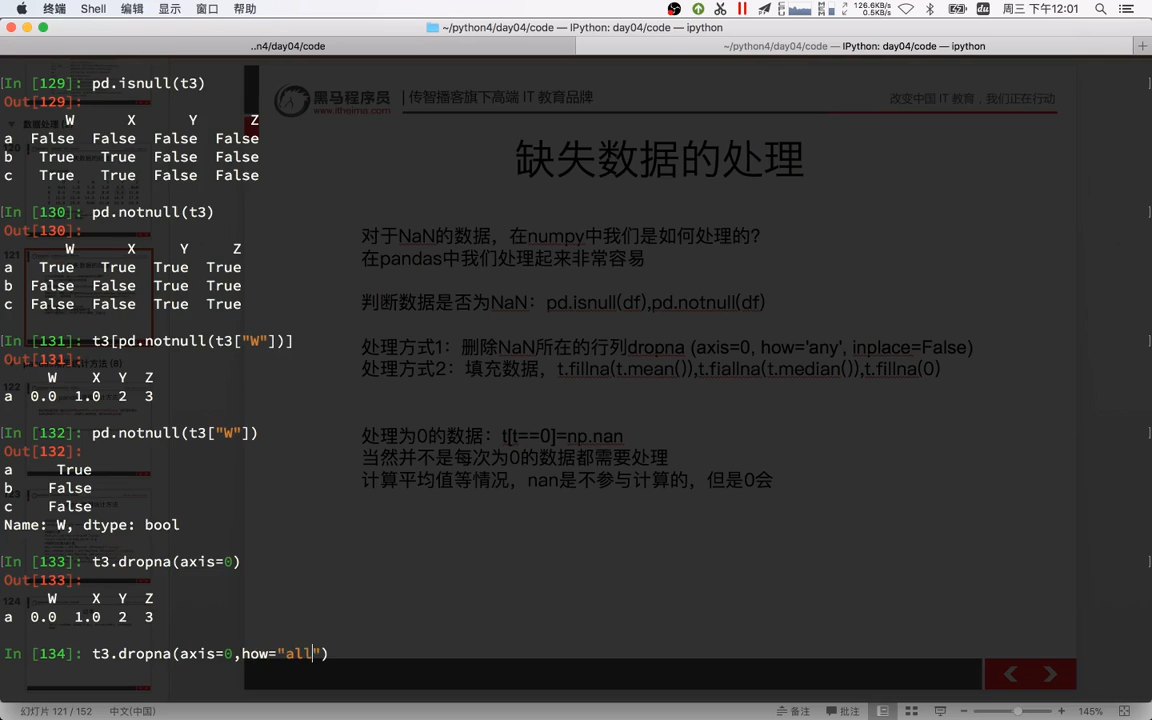 终端 Shell 编辑 显示 窗口 帮助 126.6KB/s 0.5KB/s 周三 下午12:01
~/python4/day04/code — IPython: day04/code — ipython
..n4/day04/code
~/python4/day04/code — IPython: day04/code — ipython
In [129]: pd.isnull(t3)
Out[129]:
W X Y Z
a False False False False
b True True False False
c True True False False
In [130]: pd.notnull(t3)
Out[130]:
W X Y Z
a True True True True
b False False True True
c False False True True
In [131]: t3[pd.notnull(t3["W"])]
Out[131]:
W X Y Z
a 0.0 1.0 2 3
In [132]: pd.notnull(t3["W"])
Out[132]:
a True
b False
c False
Name: W, dtype: bool
In [133]: t3.dropna(axis=0)
Out[133]:
W X Y Z
a 0.0 1.0 2 3
In [134]: t3.dropna(axis=0,how="all")
黑马程序员 www.itheima.com 传智播客旗下高端 IT 教育品牌
改变中国 IT 教育，我们正在行动
缺失数据的处理
对于NaN的数据，在numpy中我们是如何处理的？
在pandas中我们处理起来非常容易
判断数据是否为NaN：pd.isnull(df),pd.notnull(df)
处理方式1：删除NaN所在的行列dropna (axis=0, how='any', inplace=False)
处理方式2：填充数据，t.fillna(t.mean()),t.fiallna(t.median()),t.fillna(0)
处理为0的数据：t[t==0]=np.nan
当然并不是每次为0的数据都需要处理
计算平均值等情况，nan是不参与计算的，但是0会
120
121
122
123
124
幻灯片 121 / 152 中文(中国) 备注 批注 145%